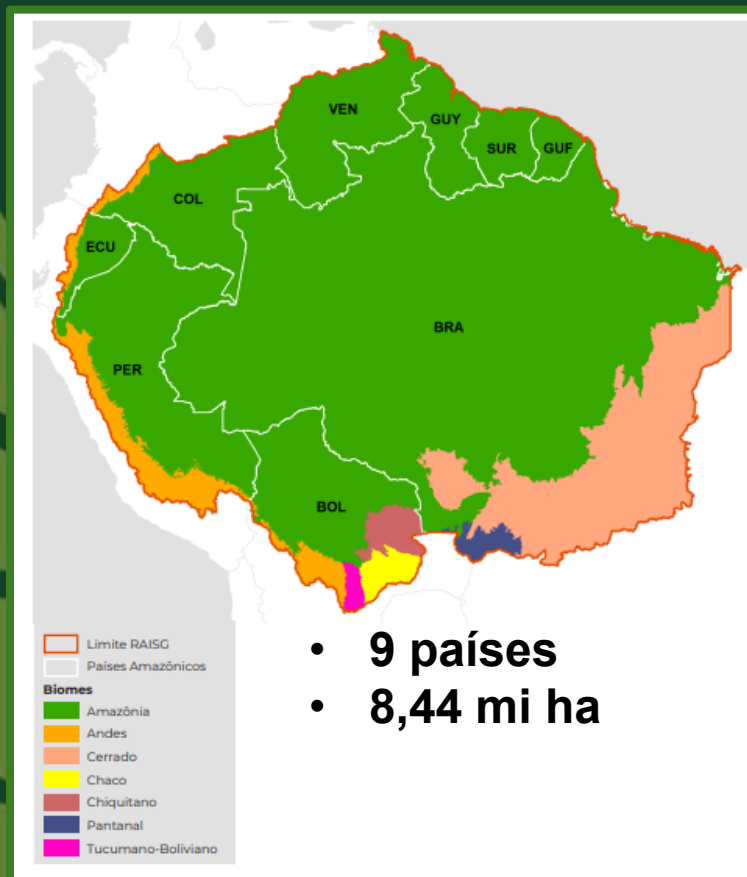 VEN
GUY
SUR
GUF
COL
ECU
BRA
PER
BOL
• 9 países
• 8,44 mi ha
Limite RAISG
Países Amazônicos
Biomes
Amazônia
Andes
Cerrado
Chaco
Chiquitano
Pantanal
Tucumano-Boliviano